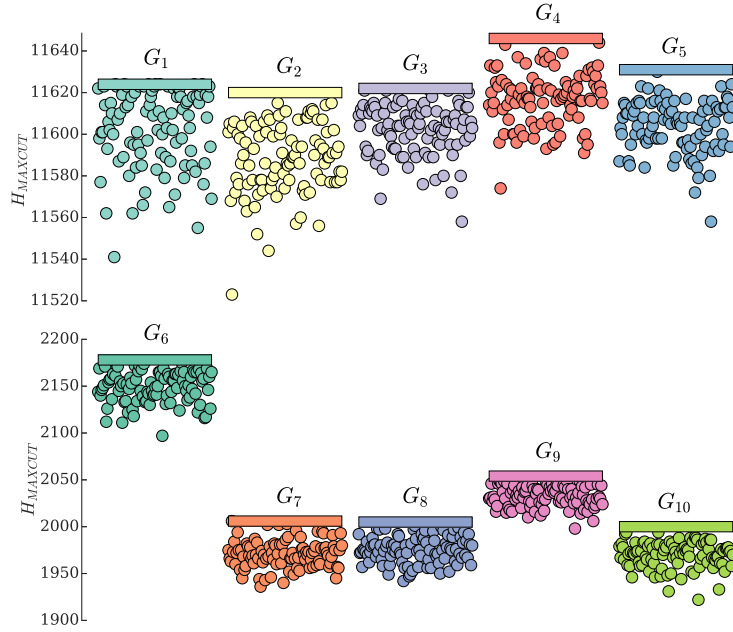 G₁
G₂
G₃
G₄
G₅
11640
11620
11600
11580
11560
11540
11520
H_MAXCUT
G₆
G₇
G₈
G₉
G₁₀
2200
2150
2100
2050
2000
1950
1900
H_MAXCUT